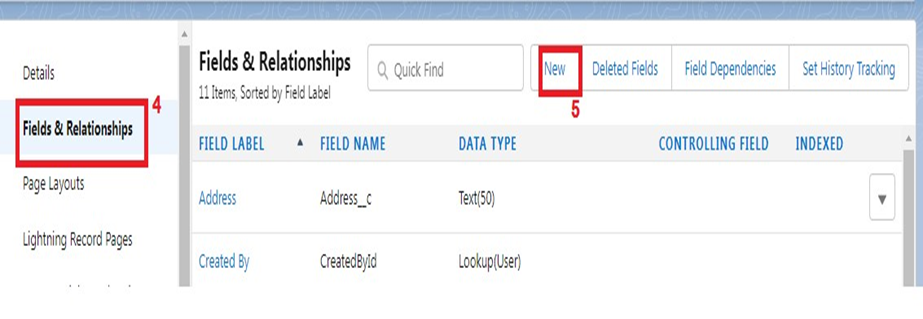 Details
Fields & Relationships
4
Page Layouts
Lightning Record Pages
Fields & Relationships
11 Items, Sorted by Field Label
Quick Find
New
Deleted Fields
Field Dependencies
Set History Tracking
5
FIELD LABEL FIELD NAME DATA TYPE CONTROLLING FIELD INDEXED
Address Address__c Text(50)
Created By CreatedById Lookup(User)